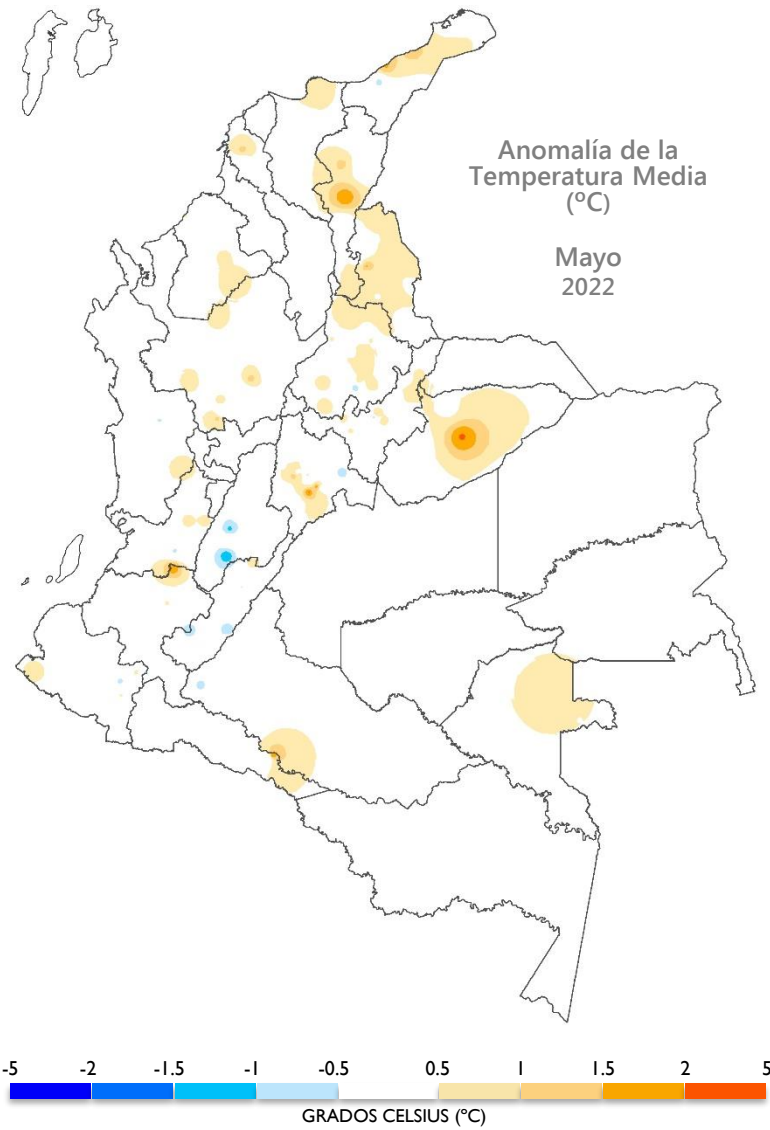 Anomalía de la
Temperatura Media
(ºC)
Mayo
2022
-5 -2 -1.5 -1 -0.5 0.5 1 1.5 2 5
GRADOS CELSIUS (ºC)